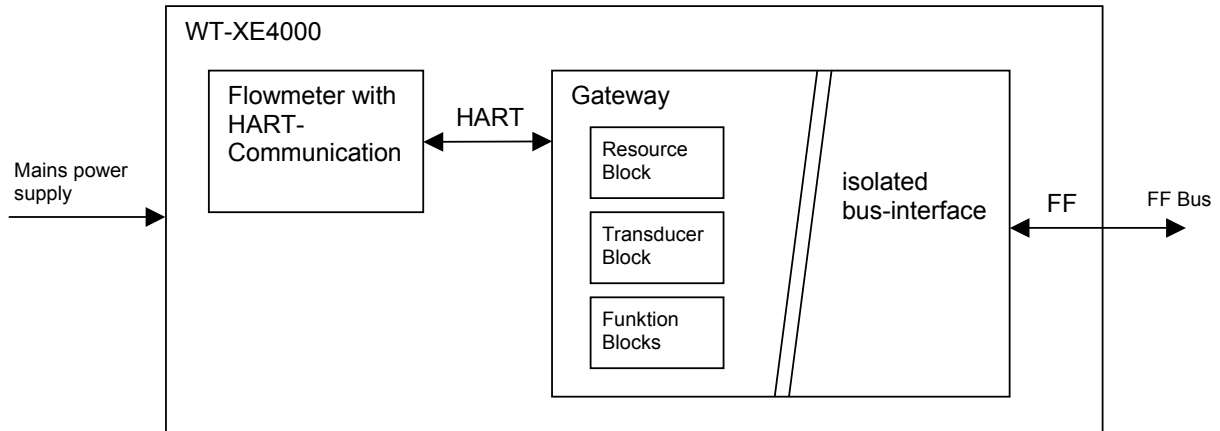 WT-XE4000
Flowmeter with
HART-
Communication
HART
Gateway
Resource
Block
Transducer
Block
Funktion
Blocks
isolated
bus-interface
FF
FF Bus
Mains power
supply